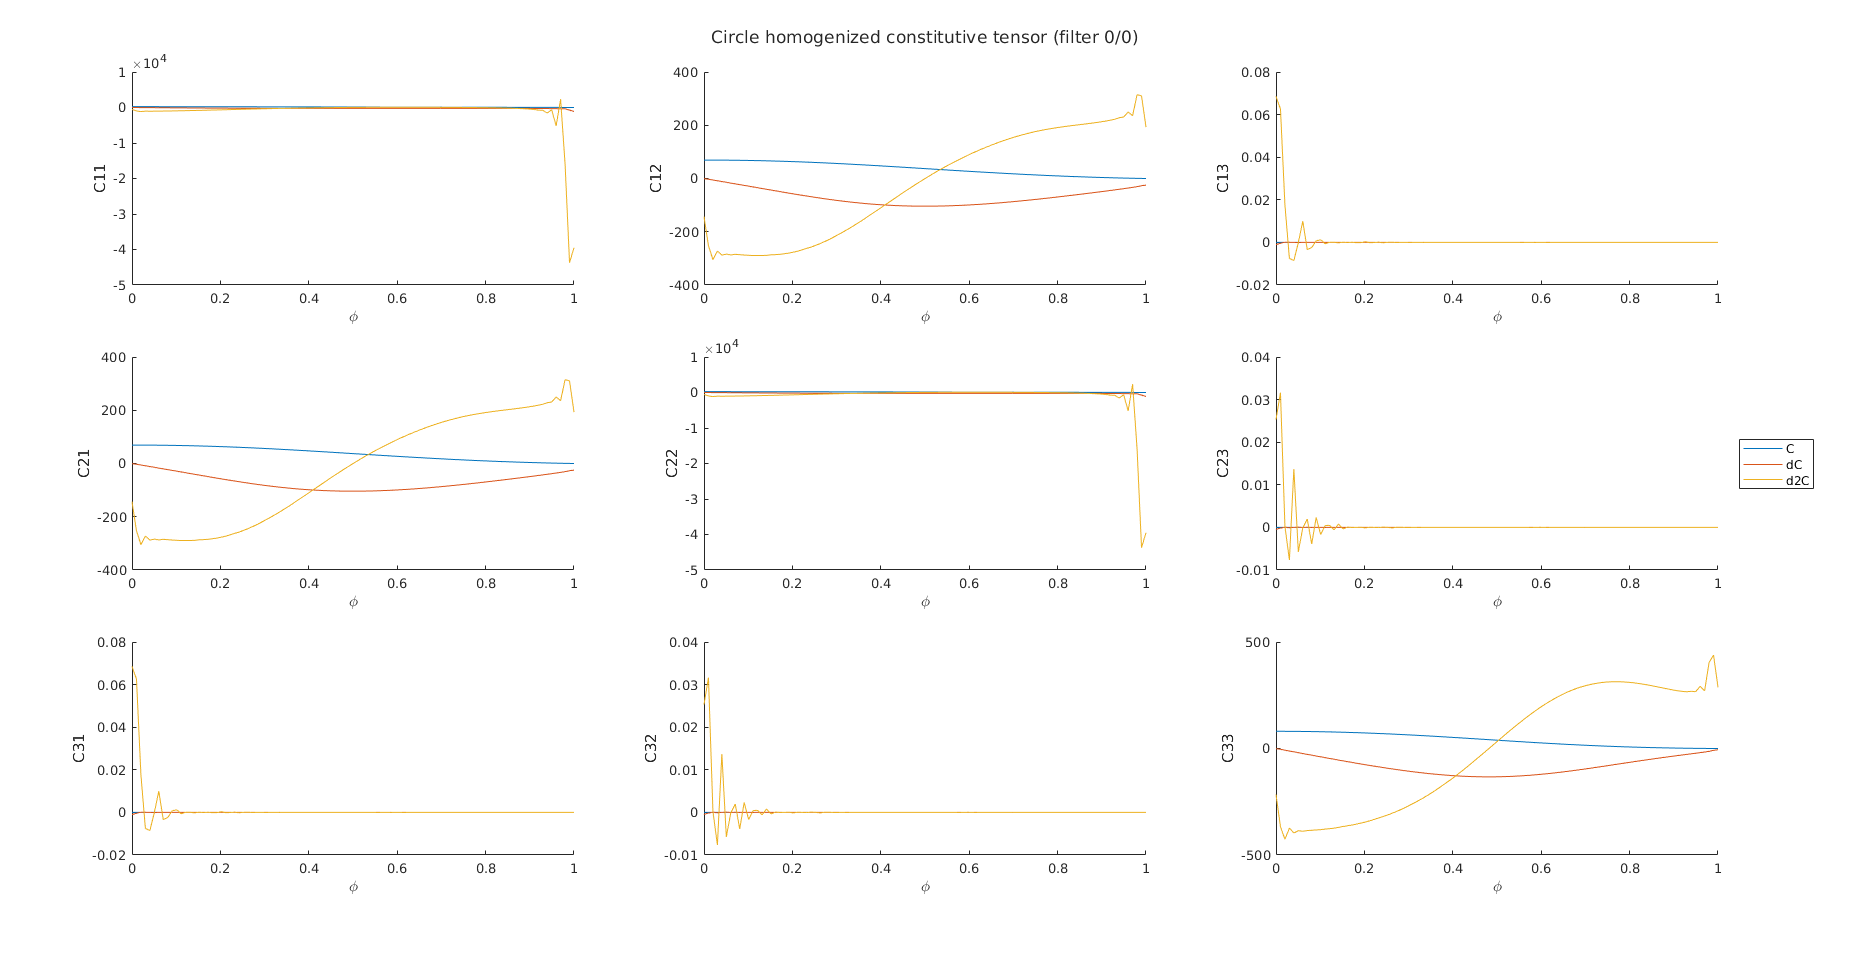 Circle homogenized constitutive tensor (filter 0/0)
×10^4
1
0
-1
-2
-3
-4
-5
C11
0 0.2 0.4 0.6 0.8 1
ϕ
400
200
0
-200
-400
C12
0 0.2 0.4 0.6 0.8 1
ϕ
0.08
0.06
0.04
0.02
0
-0.02
C13
0 0.2 0.4 0.6 0.8 1
ϕ
400
200
0
-200
-400
C21
0 0.2 0.4 0.6 0.8 1
ϕ
×10^4
1
0
-1
-2
-3
-4
-5
C22
0 0.2 0.4 0.6 0.8 1
ϕ
0.04
0.03
0.02
0.01
0
-0.01
C23
0 0.2 0.4 0.6 0.8 1
ϕ
C
dC
d2C
0.08
0.06
0.04
0.02
0
-0.02
C31
0 0.2 0.4 0.6 0.8 1
ϕ
0.04
0.03
0.02
0.01
0
-0.01
C32
0 0.2 0.4 0.6 0.8 1
ϕ
500
0
-500
C33
0 0.2 0.4 0.6 0.8 1
ϕ